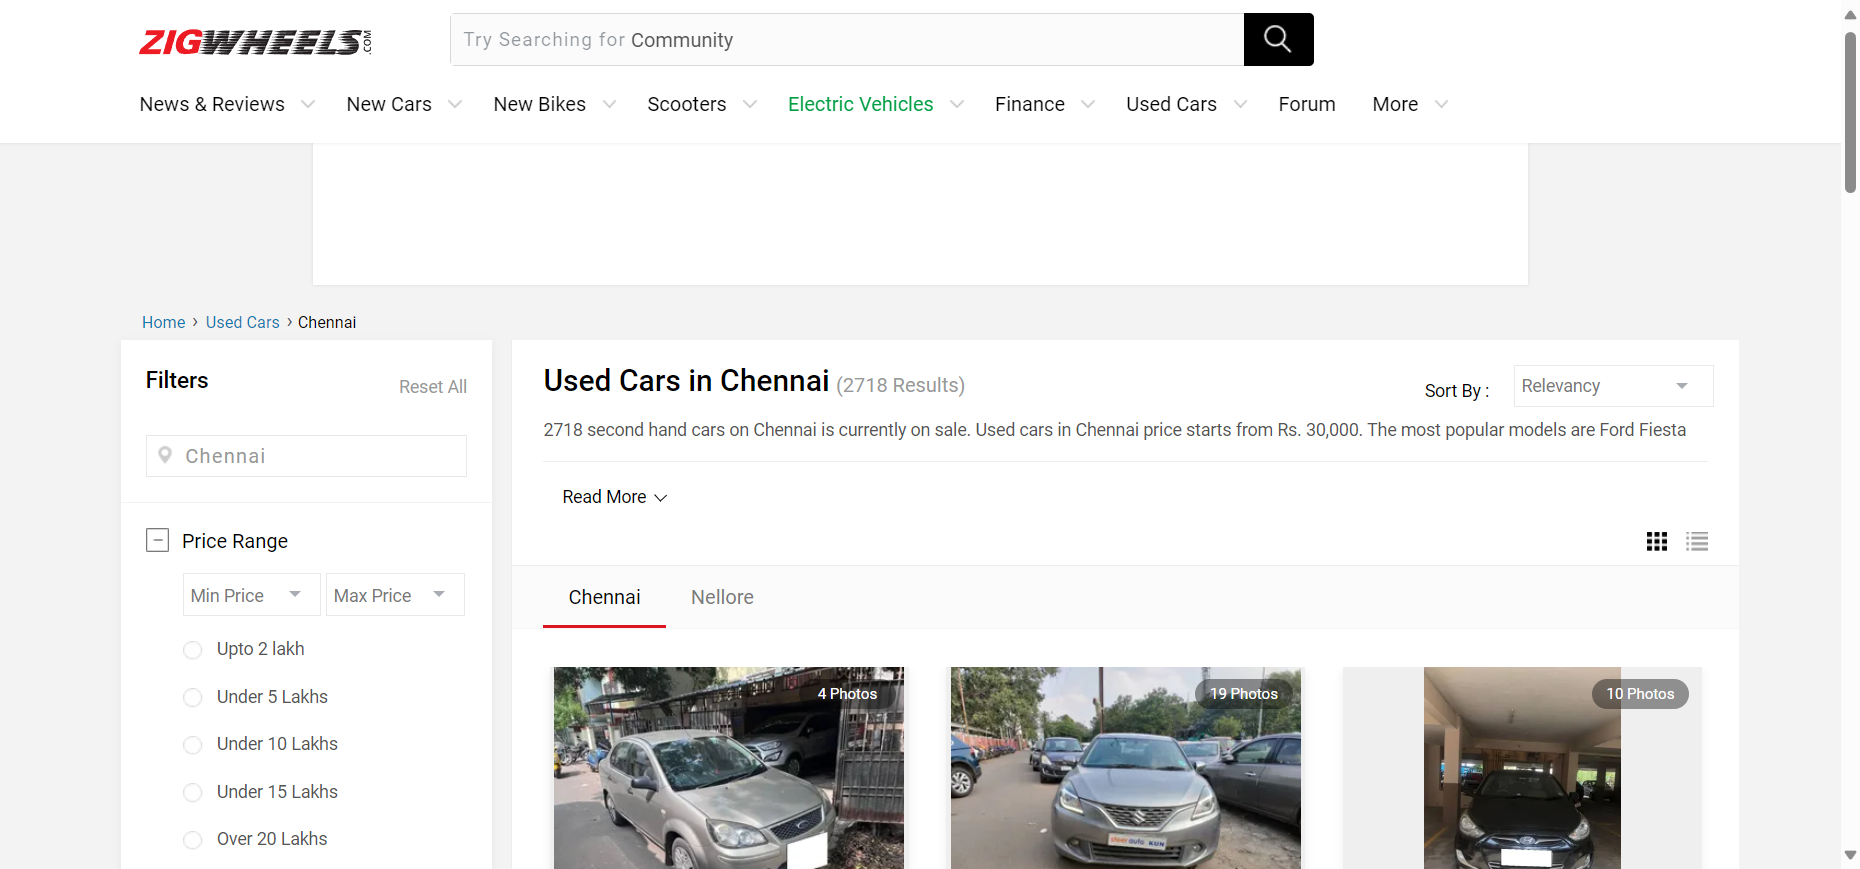 ZIGWHEELS.COM
Try Searching for Community
News & Reviews New Cars New Bikes Scooters Electric Vehicles Finance Used Cars Forum More
Home › Used Cars › Chennai
Filters
Reset All
Chennai
Price Range
Min Price Max Price
Upto 2 lakh
Under 5 Lakhs
Under 10 Lakhs
Under 15 Lakhs
Over 20 Lakhs
Used Cars in Chennai (2718 Results)
Sort By : Relevancy
2718 second hand cars on Chennai is currently on sale. Used cars in Chennai price starts from Rs. 30,000. The most popular models are Ford Fiesta
Read More
Chennai Nellore
4 Photos
19 Photos
10 Photos
auto KUN